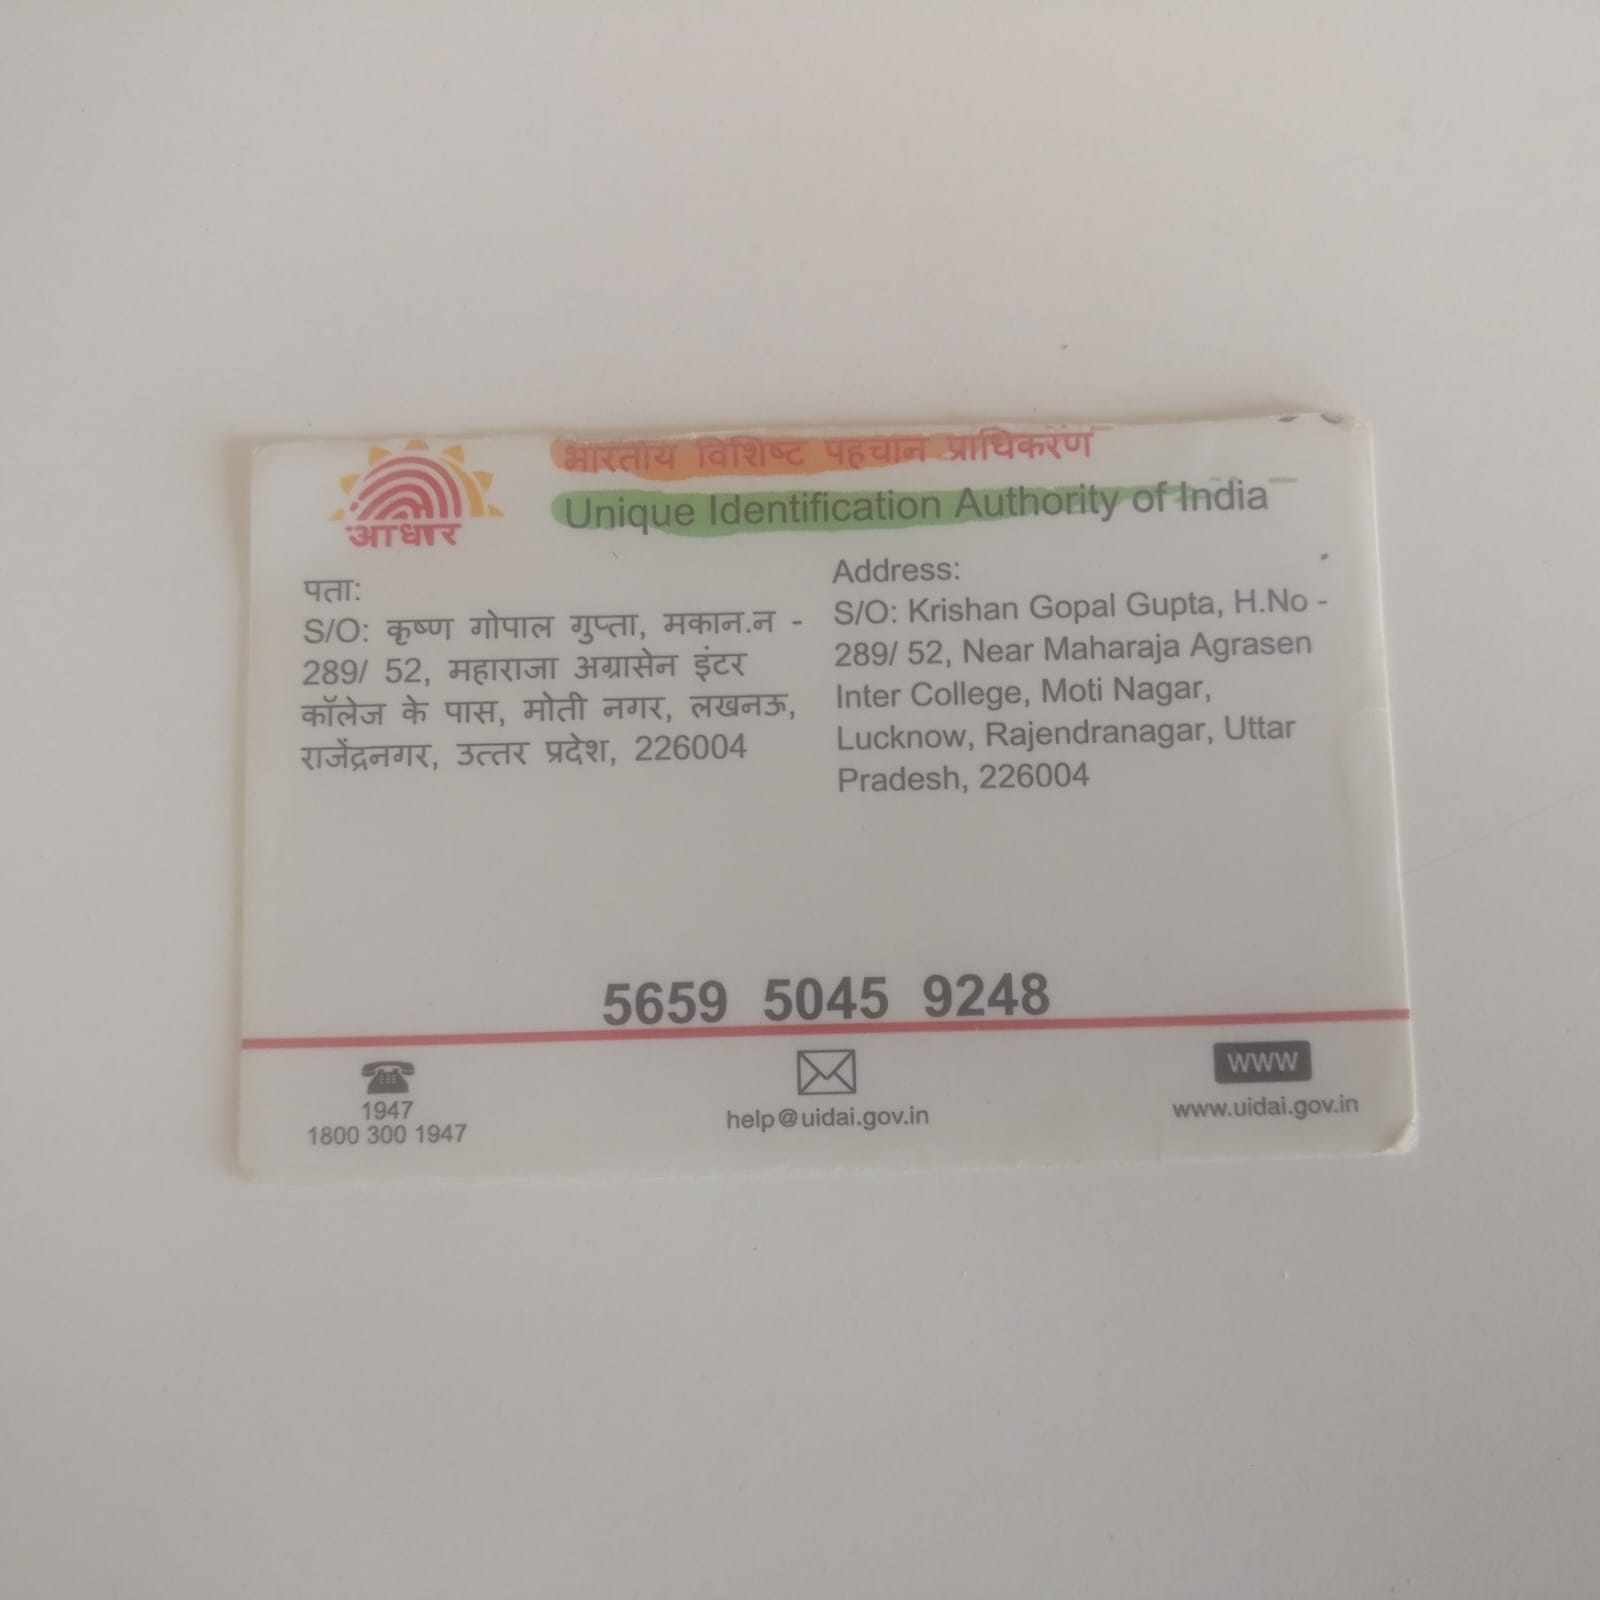 आधार
भारतीय विशिष्ट पहचान प्राधिकरण
Unique Identification Authority of India
पता:
S/O: कृष्ण गोपाल गुप्ता, मकान.न -
289/ 52, महाराजा अग्रासेन इंटर
कॉलेज के पास, मोती नगर, लखनऊ,
राजेंद्रनगर, उत्तर प्रदेश, 226004
Address:
S/O: Krishan Gopal Gupta, H.No -
289/ 52, Near Maharaja Agrasen
Inter College, Moti Nagar,
Lucknow, Rajendranagar, Uttar
Pradesh, 226004
5659 5045 9248
1947
1800 300 1947
help@uidai.gov.in
WWW
www.uidai.gov.in